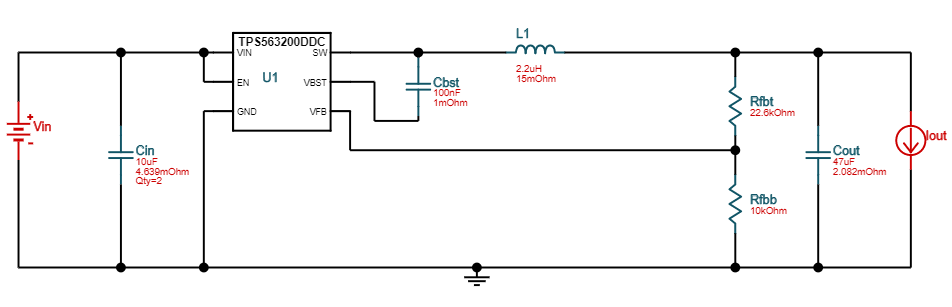 L1
2.2uH
15mOhm
TPS563200DDC
VIN
SW
U1
EN
VBST
GND
VFB
Cbst
100nF
1mOhm
Vin
+
-
Cin
10uF
4.639mOhm
Qty=2
Rfbt
22.6kOhm
Rfbb
10kOhm
Cout
47uF
2.082mOhm
Iout